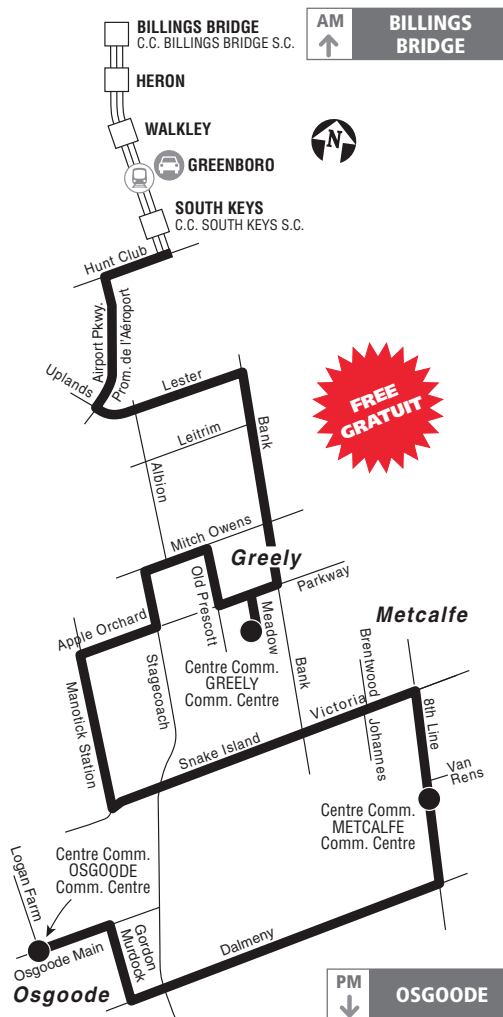 AM
BILLINGS
BRIDGE
BILLINGS BRIDGE
C.C. BILLINGS BRIDGE S.C.
HERON
WALKLEY
N
GREENBORO
SOUTH KEYS
C.C. SOUTH KEYS S.C.
Hunt Club
Airport Pkwy.
Prom. de l'Aéroport
Uplands
Lester
FREE
GRATUIT
Leitrim
Bank
Albion
Mitch Owens
Greely
Old Prescott
Parkway
Meadow
Apple Orchard
Metcalfe
Centre Comm.
GREELY
Comm. Centre
Stagecoach
Bank
Brentwood
Manotick Station
Victoria
8th Line
Johannes
Snake Island
Van
Rens
Centre Comm.
METCALFE
Comm. Centre
Centre Comm.
OSGOODE
Comm. Centre
Logan Farm
Osgoode Main
Gordon
Murdock
Dalmeny
Osgoode
PM
OSGOODE